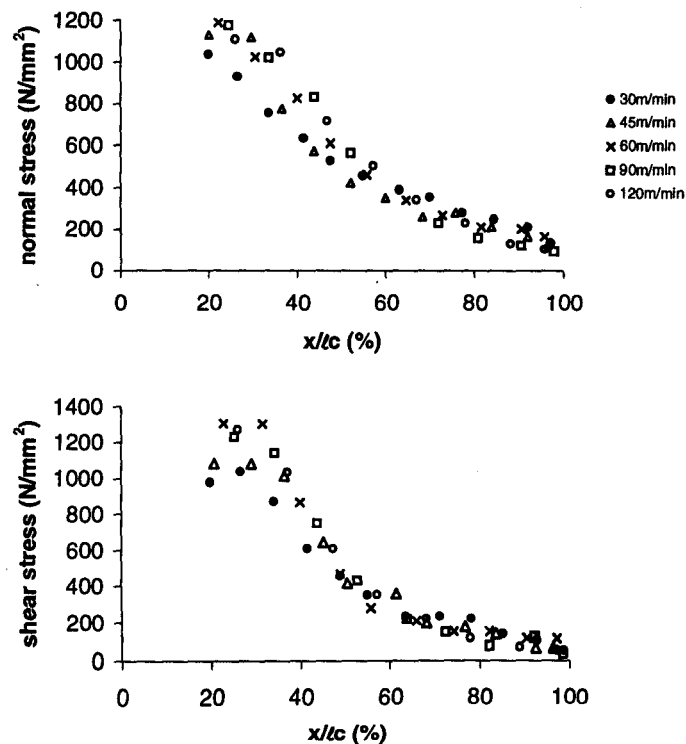 normal stress (N/mm²)
1200
1000
800
600
400
200
0
0 20 40 60 80 100
x/ℓc (%)
30m/min
45m/min
60m/min
90m/min
120m/min
shear stress (N/mm²)
1400
1200
1000
800
600
400
200
0
0 20 40 60 80 100
x/ℓc (%)